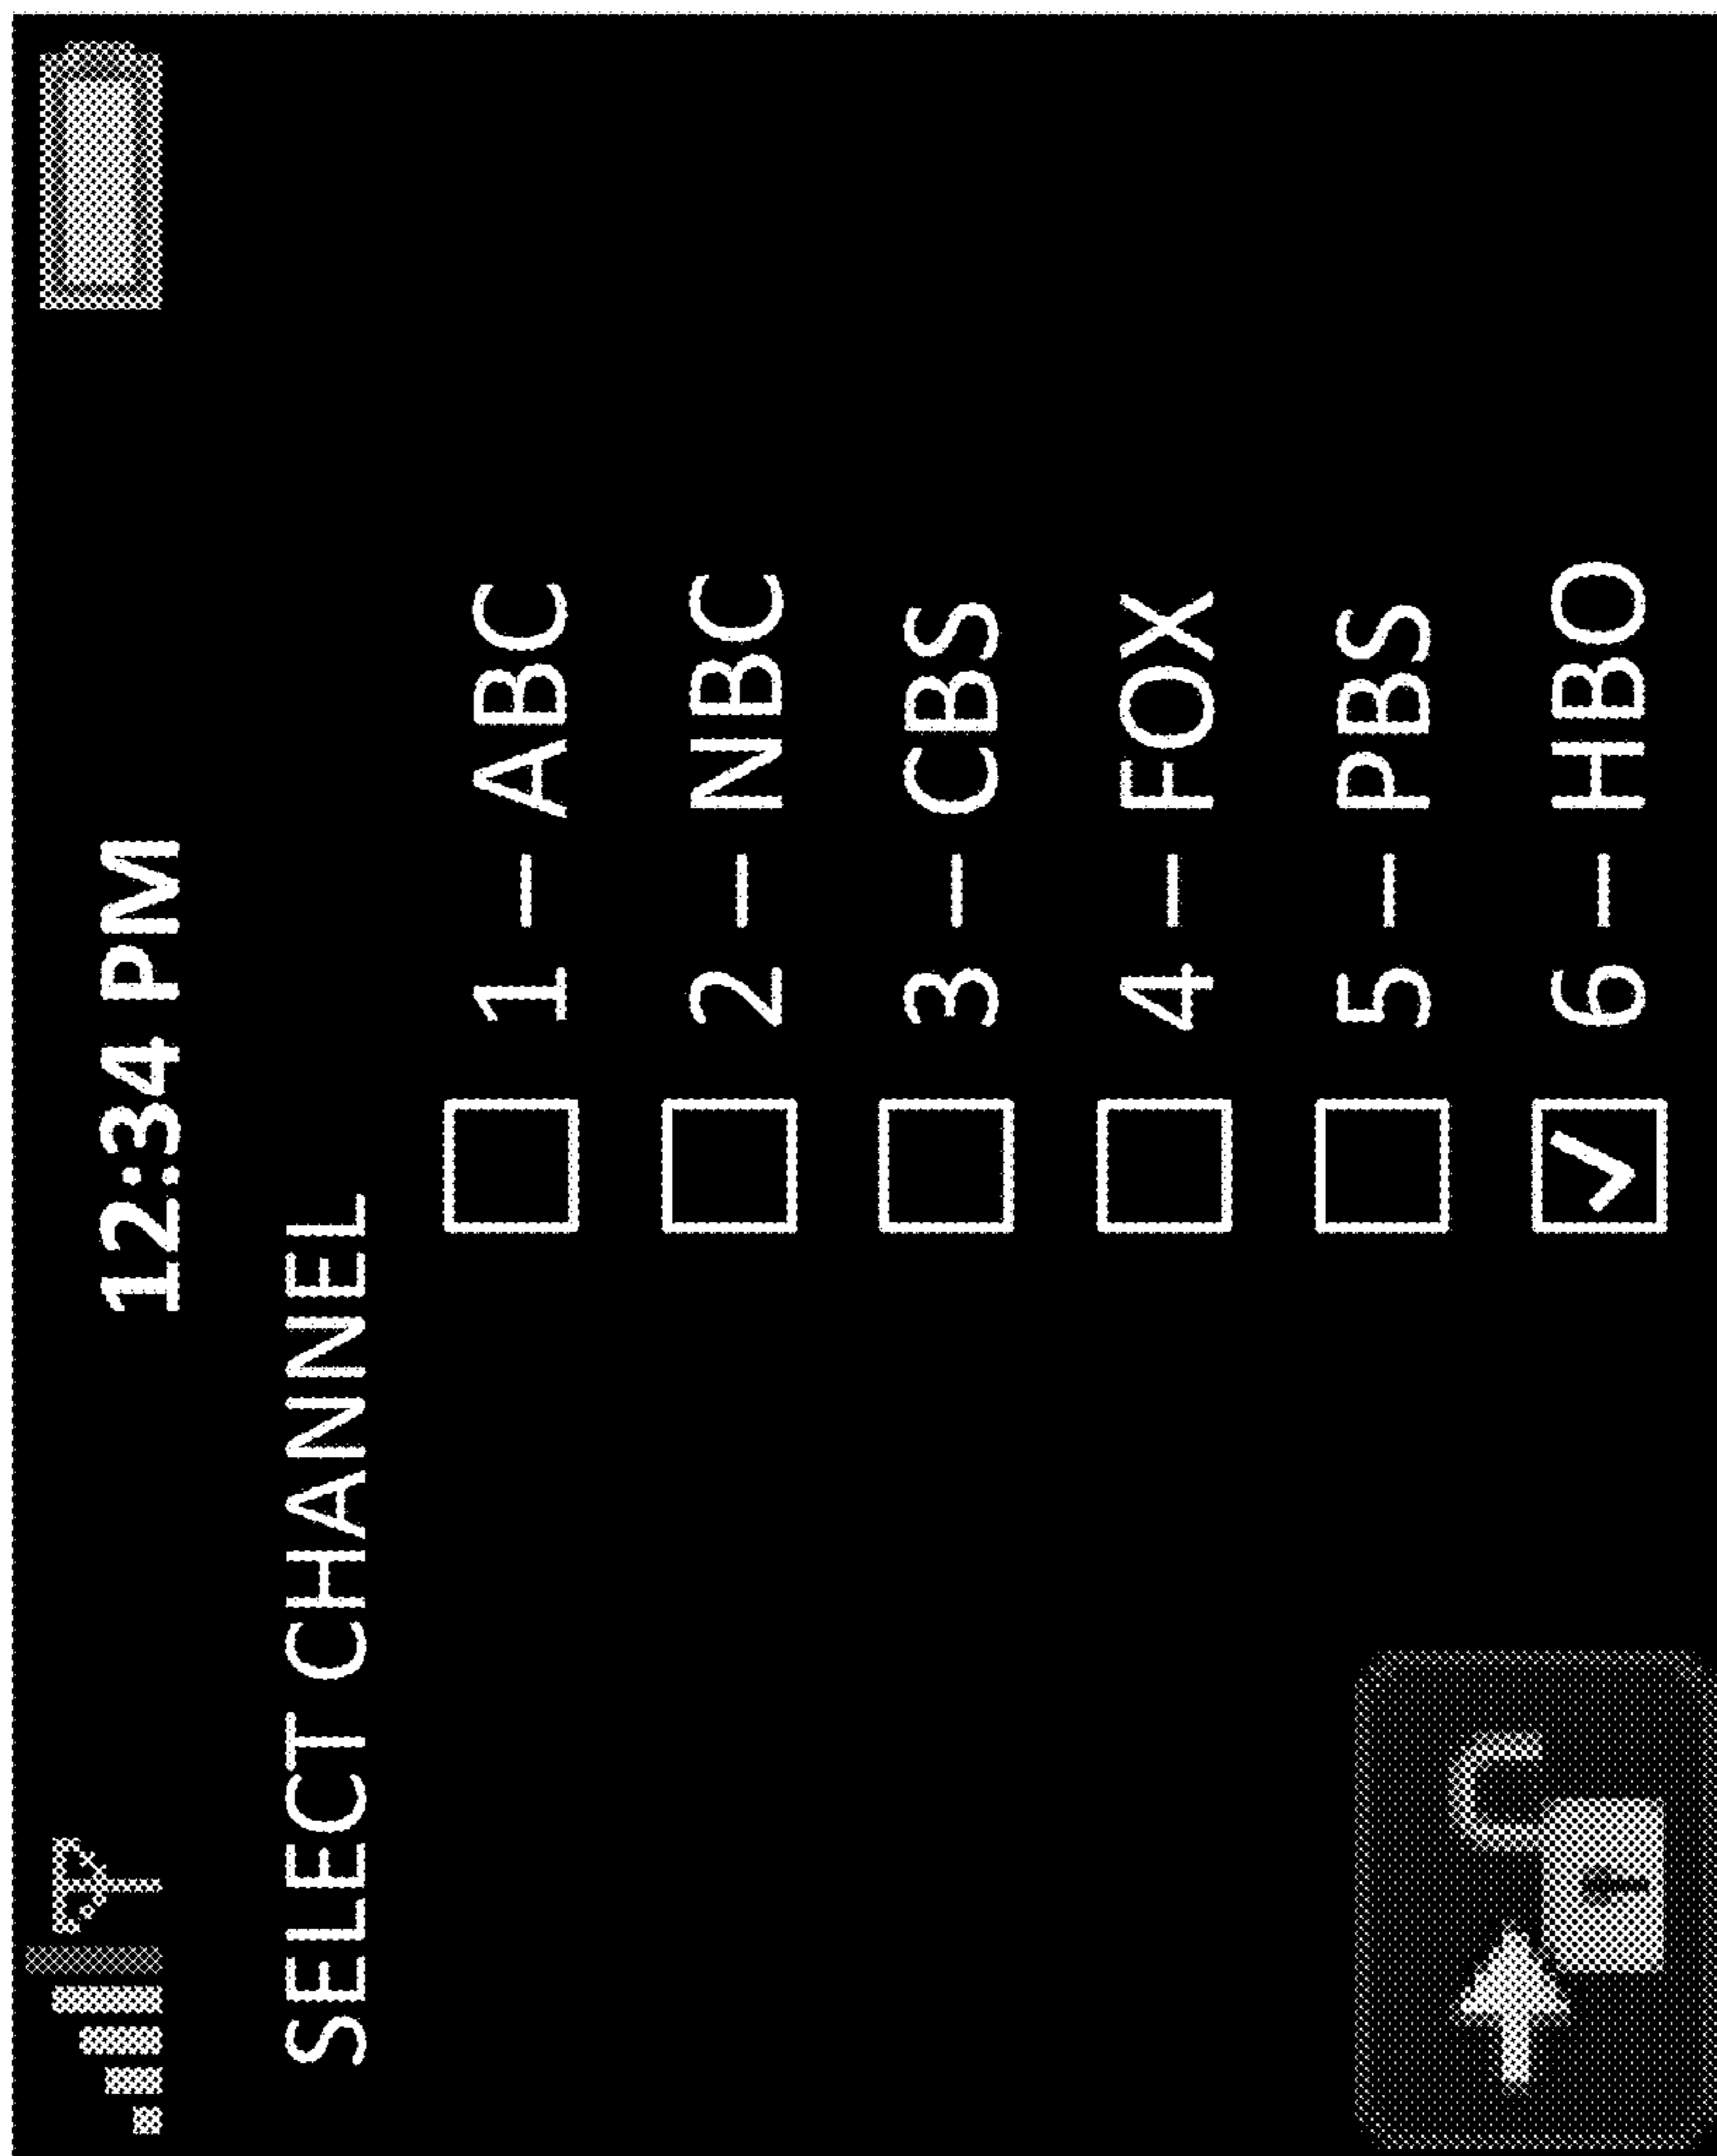 12:34 PM
SELECT CHANNEL
1 – ABC
2 – NBC
3 – CBS
4 – FOX
5 – PBS
6 – HBO